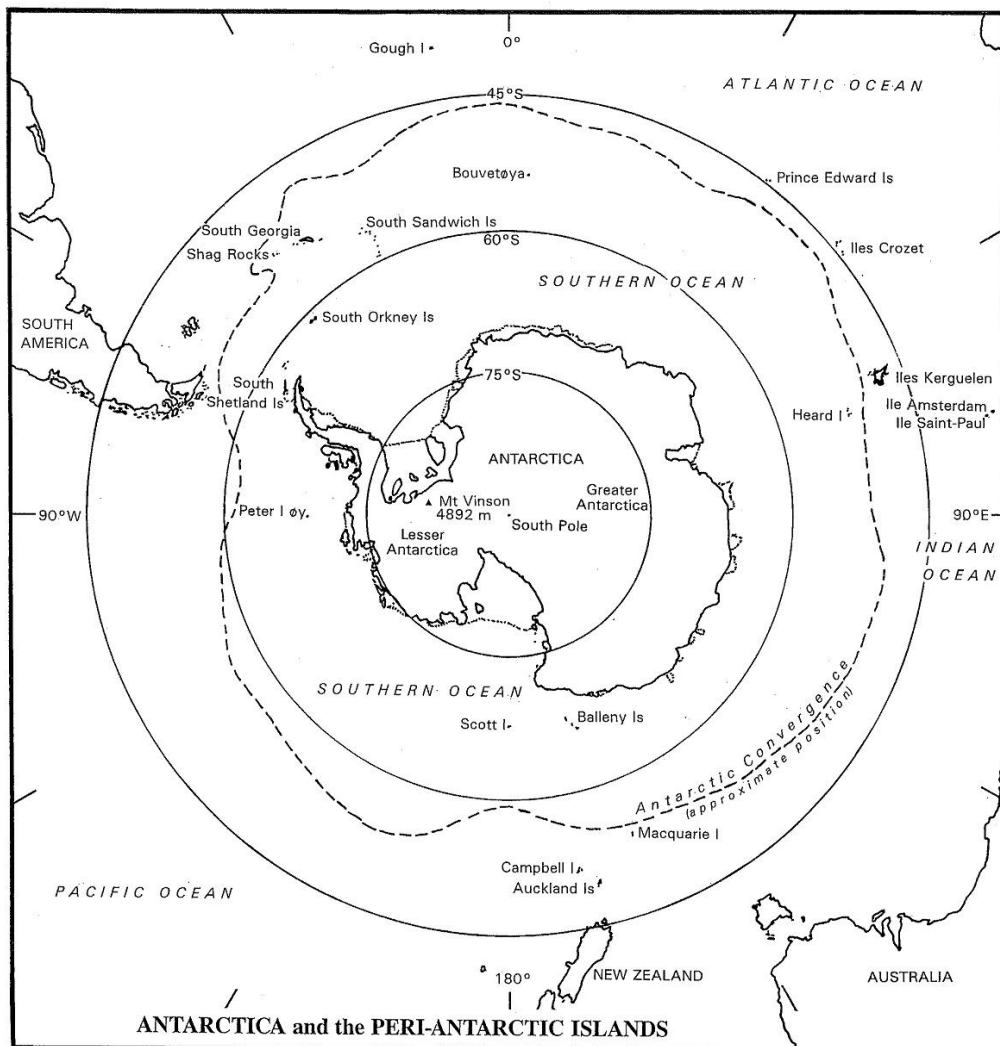 Gough I
0°
ATLANTIC OCEAN
45°S
Bouvetøya
Prince Edward Is
South Georgia
South Sandwich Is
60°S
Iles Crozet
Shag Rocks
SOUTHERN OCEAN
SOUTH
AMERICA
South Orkney Is
75°S
South
Shetland Is
Iles Kerguelen
Heard I
Ile Amsterdam
Ile Saint-Paul
ANTARCTICA
Mt Vinson
4892 m
Greater
Antarctica
90°W
Peter I øy
South Pole
90°E
Lesser
Antarctica
INDIAN
OCEAN
SOUTHERN OCEAN
Scott I
Balleny Is
Antarctic Convergence
(approximate position)
Macquarie I
Campbell I
Auckland Is
PACIFIC OCEAN
180°
NEW ZEALAND
AUSTRALIA
ANTARCTICA and the PERI-ANTARCTIC ISLANDS